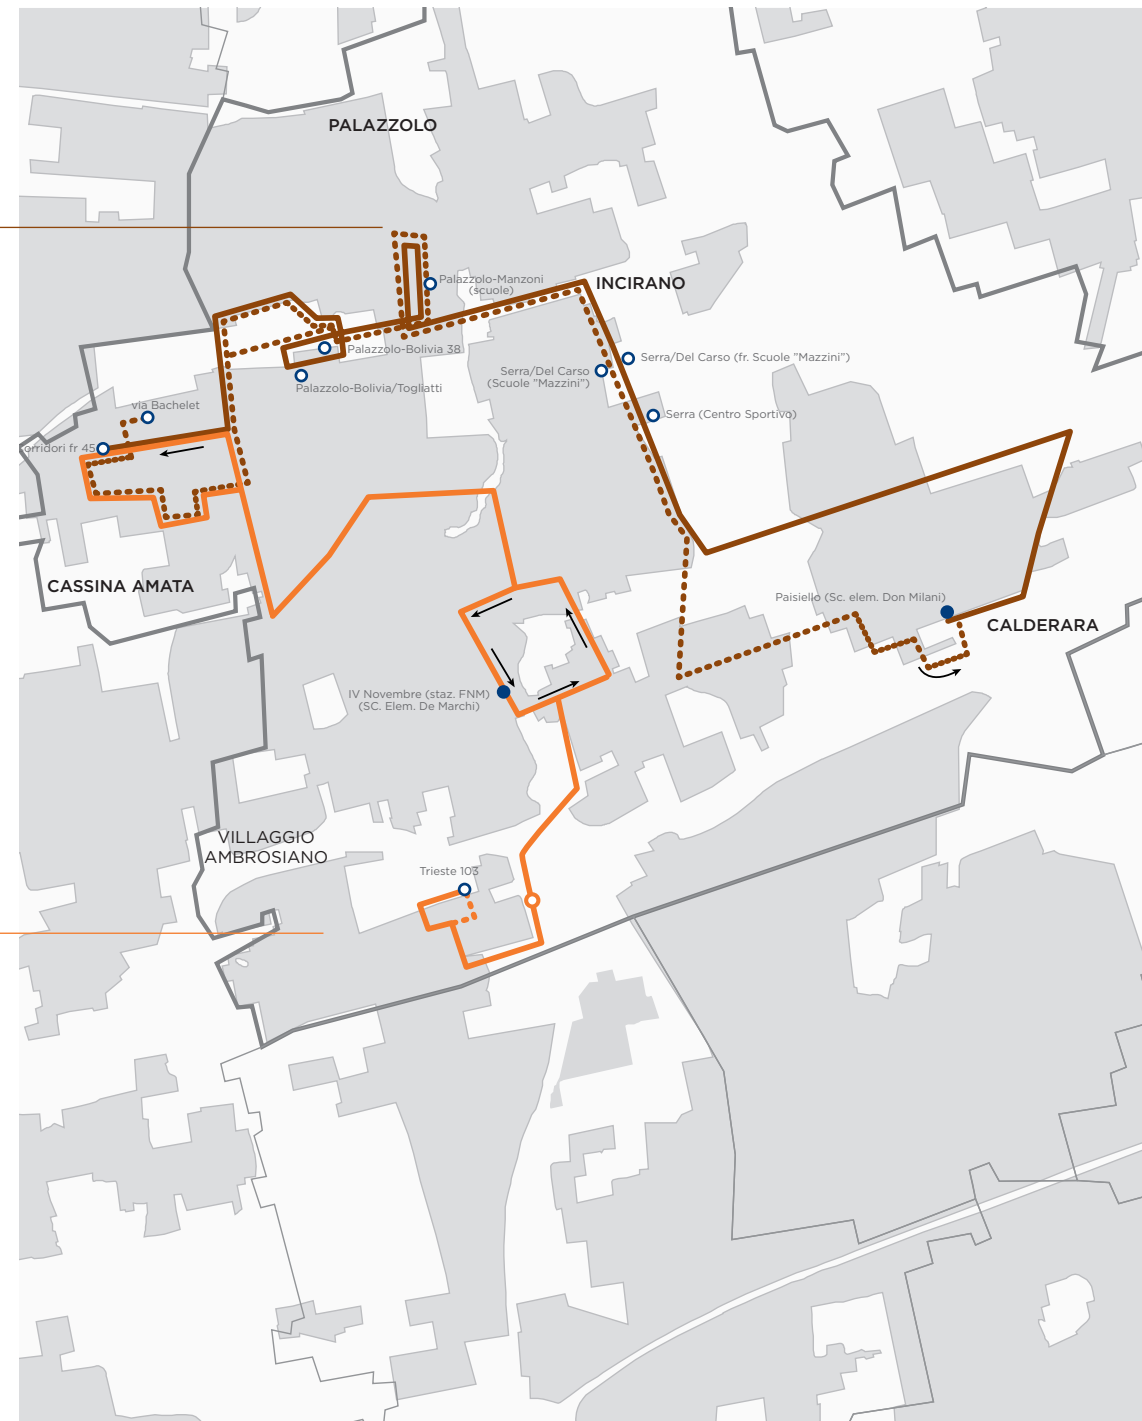 PALAZZOLO
Palazzolo-Manzoni
(scuole)
INCIRANO
Palazzolo-Bolivia 38
Serra/Del Carso (fr. Scuole "Mazzini")
Serra/Del Carso
(Scuole "Mazzini")
Palazzolo-Bolivia/Togliatti
via Bachelet
Serra (Centro Sportivo)
orridori fr 45
CASSINA AMATA
Paisiello (Sc. elem. Don Milani)
CALDERARA
IV Novembre (staz. FNM)
(SC. Elem. De Marchi)
VILLAGGIO
AMBROSIANO
Trieste 103